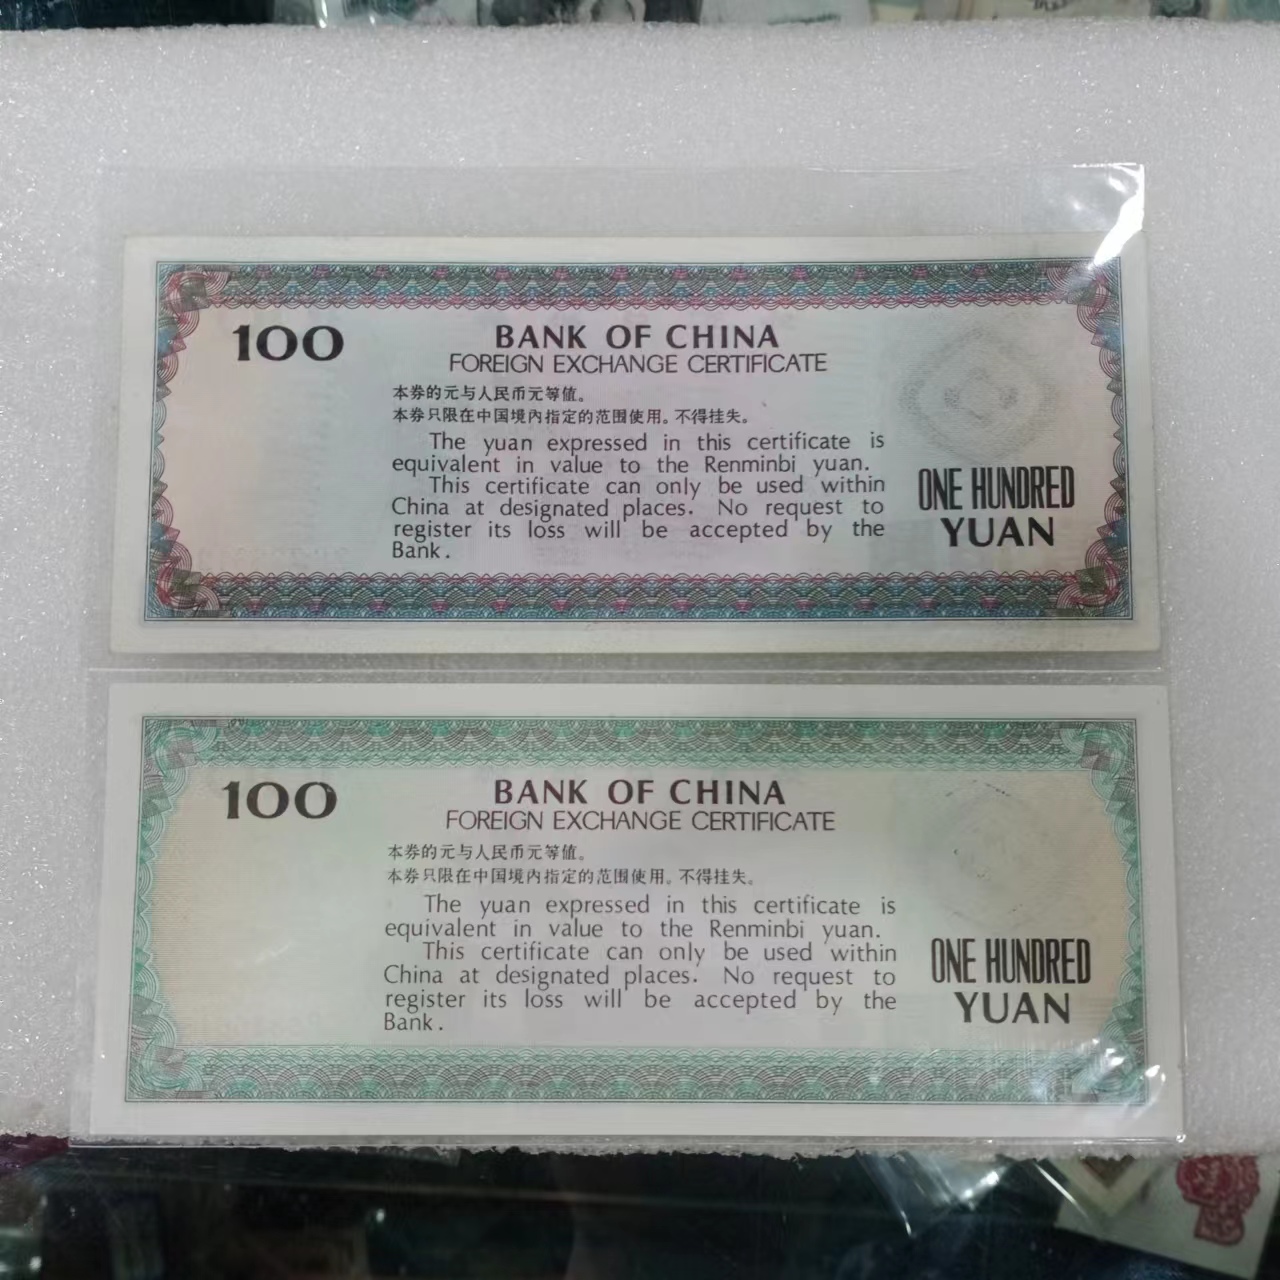 100
BANK OF CHINA
FOREIGN EXCHANGE CERTIFICATE
本券的元与人民币元等值。
本券只限在中国境内指定的范围使用。不得挂失。
The yuan expressed in this certificate is
equivalent in value to the Renminbi yuan.
This certificate can only be used within
China at designated places. No request to
register its loss will be accepted by the
Bank.
ONE HUNDRED
YUAN
100
BANK OF CHINA
FOREIGN EXCHANGE CERTIFICATE
本券的元与人民币元等值。
本券只限在中国境内指定的范围使用。不得挂失。
The yuan expressed in this certificate is
equivalent in value to the Renminbi yuan.
This certificate can only be used within
China at designated places. No request to
register its loss will be accepted by the
Bank.
ONE HUNDRED
YUAN